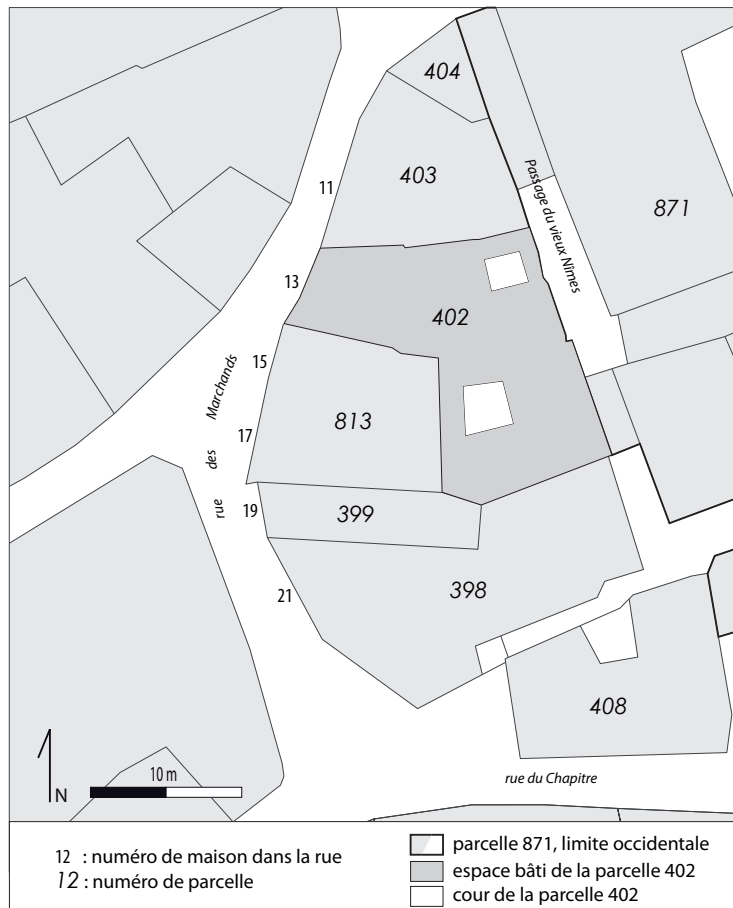 404
11
403
Passage du vieux Nîmes
871
13
402
15
rue des Marchands
813
17
19
399
21
398
408
10 m
N
rue du Chapitre
12 : numéro de maison dans la rue
12 : numéro de parcelle
parcelle 871, limite occidentale
espace bâti de la parcelle 402
cour de la parcelle 402